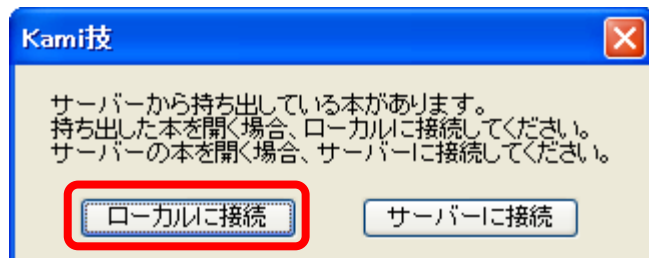 Kami技
サーバーから持ち出している本があります。
持ち出した本を開く場合、ローカルに接続してください。
サーバーの本を開く場合、サーバーに接続してください。
ローカルに接続
サーバーに接続